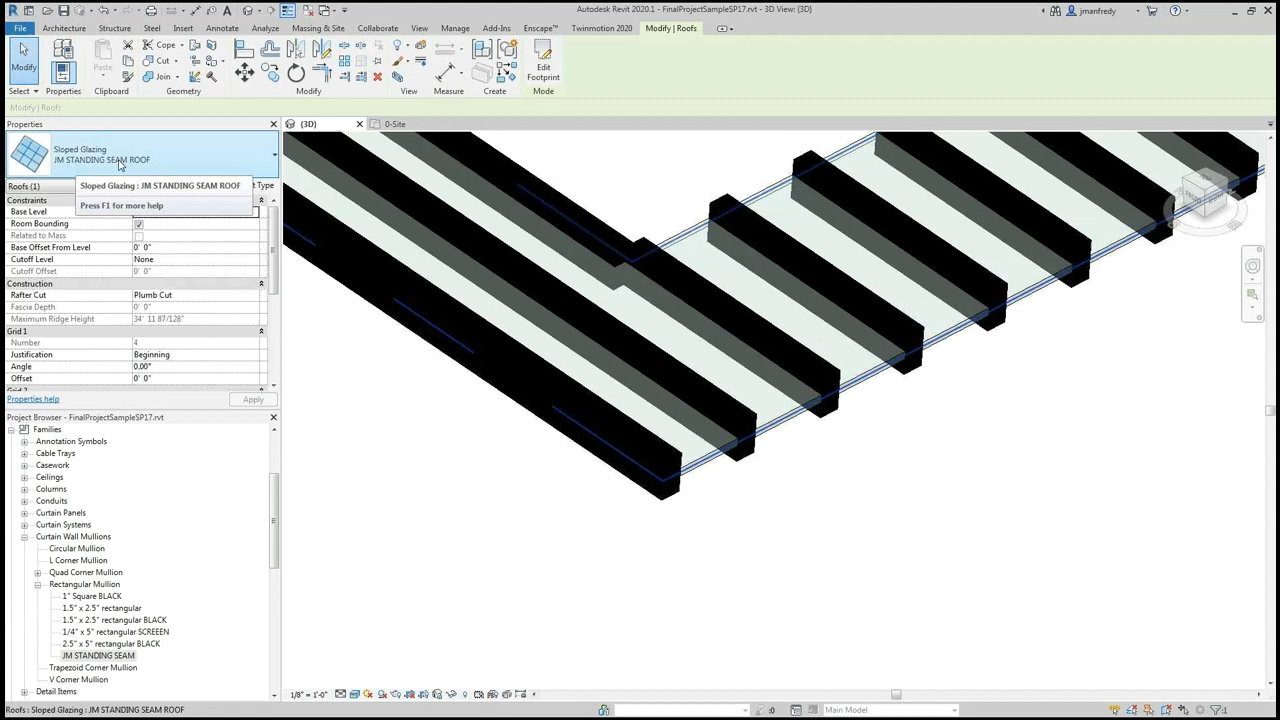 Autodesk Revit 2020.1 - FinalProjectSampleSP17.rvt - 3D View: {3D}
jmanfredy
File Architecture Structure Steel Insert Annotate Analyze Massing & Site Collaborate View Manage Add-Ins Enscape™ Twinmotion 2020 Modify | Roofs
Modify
Paste
Cope
Cut
Join
Edit
Footprint
Select Properties Clipboard Geometry Modify View Measure Create Mode
Modify | Roofs
Properties
{3D}
0-Site
Sloped Glazing
JM STANDING SEAM ROOF
Roofs (1)
Type
Sloped Glazing : JM STANDING SEAM ROOF
Press F1 for more help
Constraints
Base Level
Room Bounding
Related to Mass
Base Offset From Level 0' 0"
Cutoff Level None
Cutoff Offset 0' 0"
Construction
Rafter Cut Plumb Cut
Fascia Depth 0' 0"
Maximum Ridge Height 34' 11 87/128"
Grid 1
Number 4
Justification Beginning
Angle 0.00°
Offset 0' 0"
Properties help
Apply
Project Browser - FinalProjectSampleSP17.rvt
Families
Annotation Symbols
Cable Trays
Casework
Ceilings
Columns
Conduits
Curtain Panels
Curtain Systems
Curtain Wall Mullions
Circular Mullion
L Corner Mullion
Quad Corner Mullion
Rectangular Mullion
1" Square BLACK
1.5" x 2.5" rectangular
1.5" x 2.5" rectangular BLACK
1/4" x 5" rectangular SCREEEN
2.5" x 5" rectangular BLACK
JM STANDING SEAM
Trapezoid Corner Mullion
V Corner Mullion
Detail Items
1/8" = 1'-0"
Roofs : Sloped Glazing : JM STANDING SEAM ROOF
:0
Main Model
:1